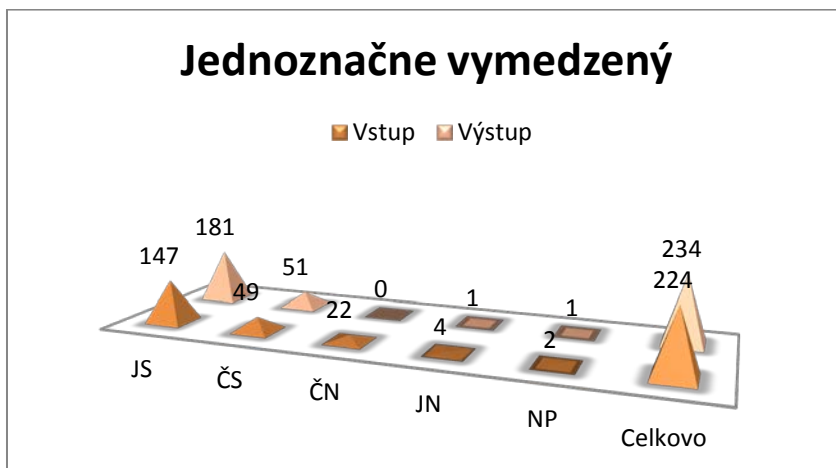 Jednoznačne vymedzený
Vstup Výstup
181
147
51
49
0
22
1
4
1
2
234
224
JS
ČS
ČN
JN
NP
Celkovo